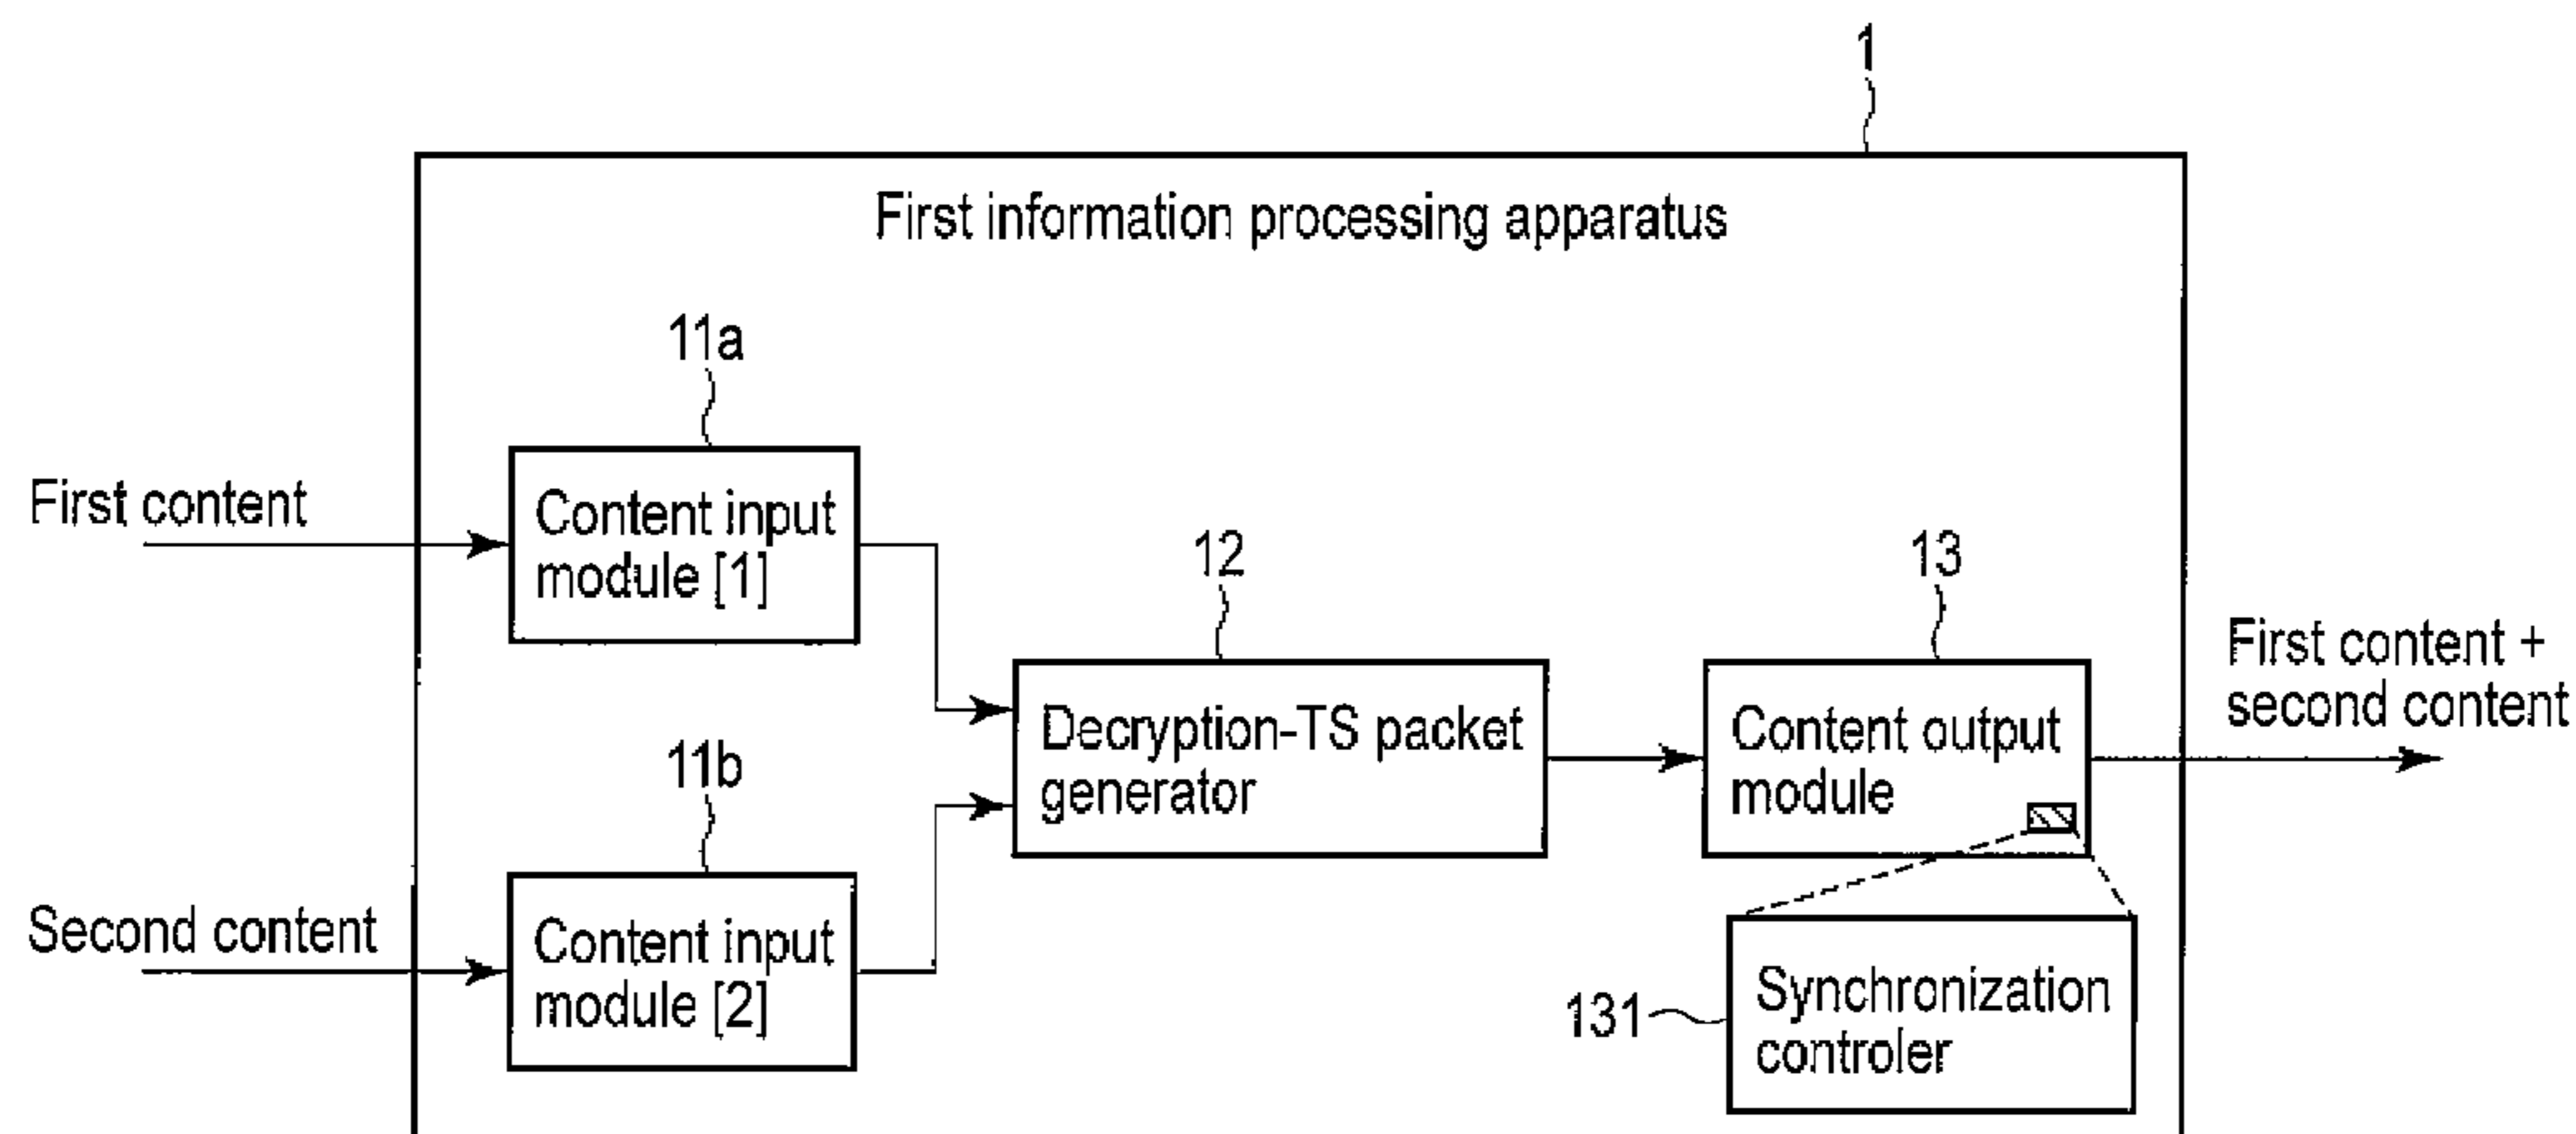 1
First information processing apparatus
11a
First content
Content input
module [1]
12
13
Decryption-TS packet
generator
Content output
module
First content +
second content
11b
Second content
Content input
module [2]
131
Synchronization
controler